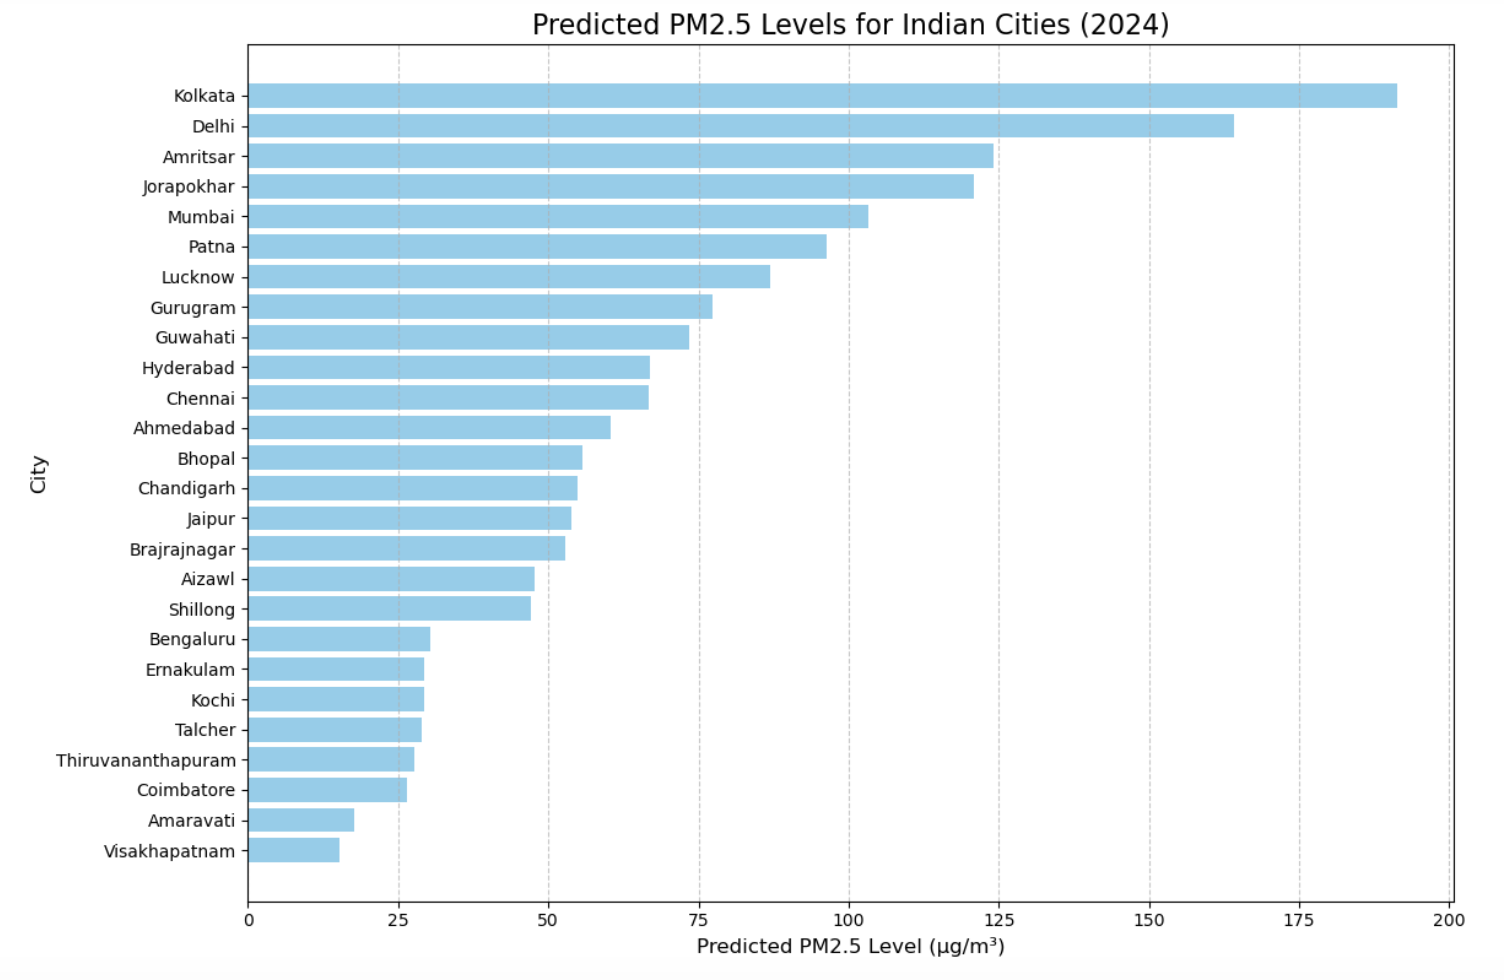 Predicted PM2.5 Levels for Indian Cities (2024)
Kolkata
Delhi
Amritsar
Jorapokhar
Mumbai
Patna
Lucknow
Gurugram
Guwahati
Hyderabad
Chennai
Ahmedabad
Bhopal
Chandigarh
Jaipur
Brajrajnagar
Aizawl
Shillong
Bengaluru
Ernakulam
Kochi
Talcher
Thiruvananthapuram
Coimbatore
Amaravati
Visakhapatnam
City
0 25 50 75 100 125 150 175 200
Predicted PM2.5 Level (μg/m³)